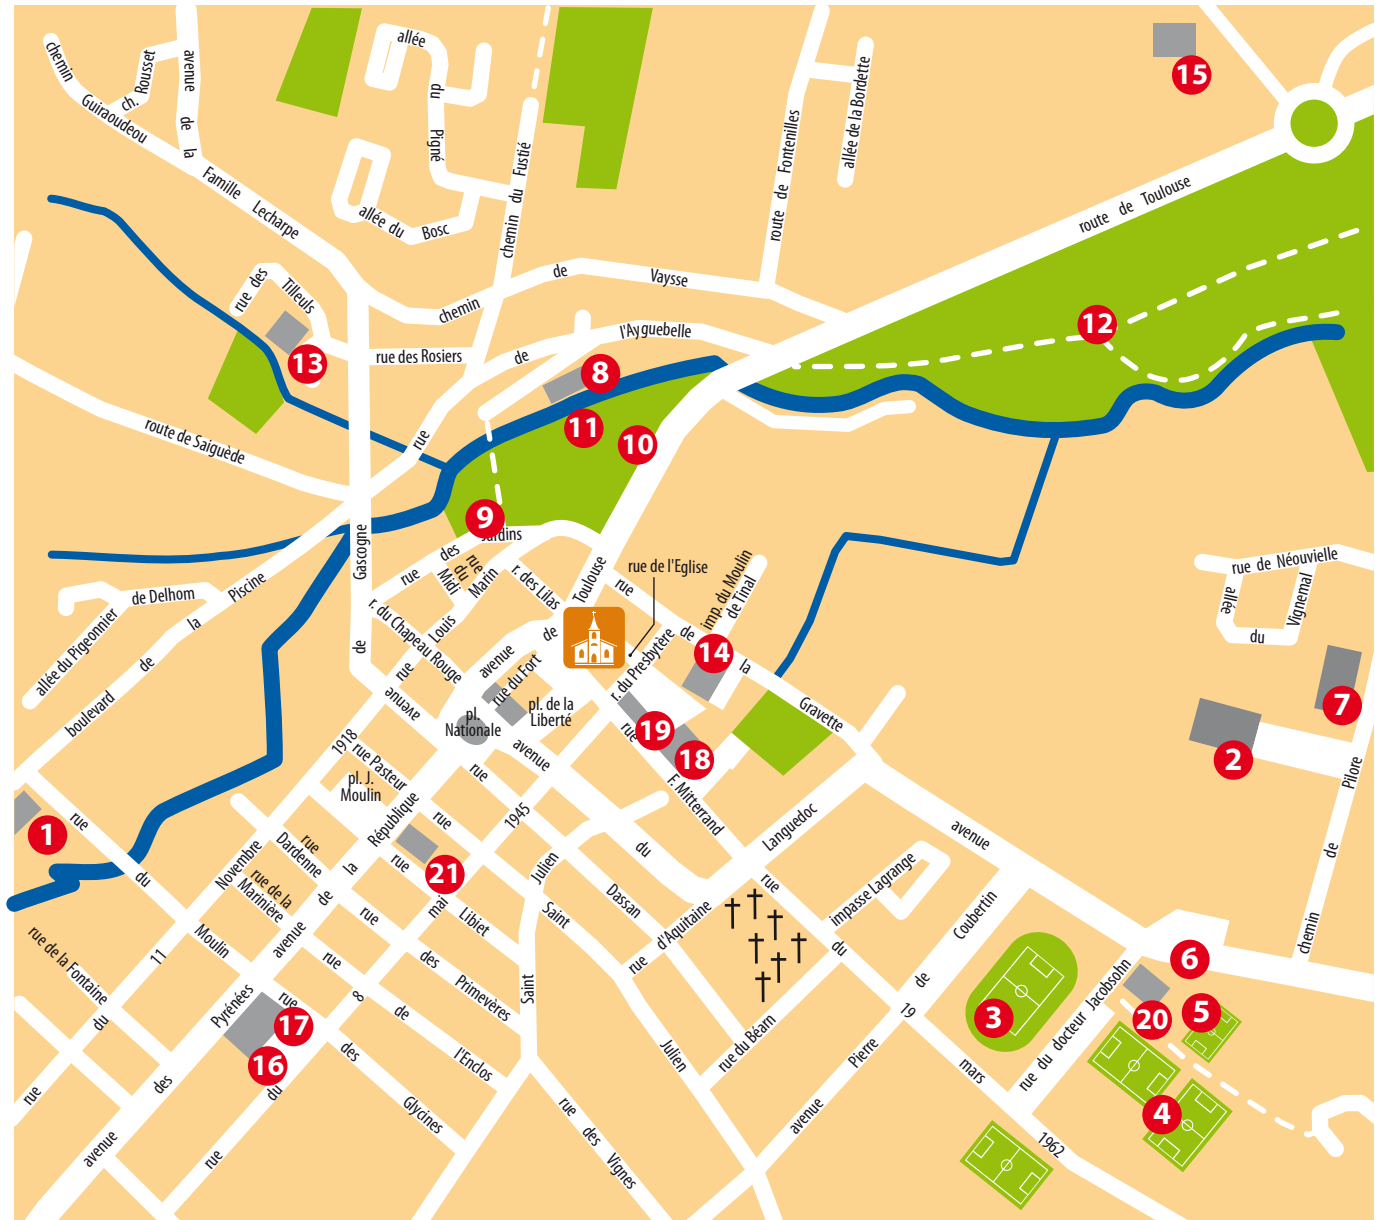 chemin
Guiraoudeou
ch. Rousset
avenue
de
la
Famille
Lecharpe
allée
du
Pigné
allée du
Bosc
chemin du Fustié
route de Fontenilles
allée de la Bordette
15
route de Toulouse
rue des
Tilleuls
13
rue des Rosiers
chemin
de
Vaysse
rue
de
l'Ayguebelle
8
11
10
12
9
route de Saiguède
Gascogne
de
avenue
rue
des
Jardins
rue
du
Midi
rue
Louis
Marin
r. des Lilas
r. du Chapeau Rouge
rue de l'Eglise
imp. du Moulin
de Tinal
rue
de
la
Gravette
14
avenue
de
Toulouse
rue du Fort
pl. de la
Liberté
pl.
Nationale
r. du Presbytère
19
18
rue
F. Mitterrand
de Delhom
allée du Pigeonnier
boulevard
de
la
Piscine
1
rue
du
Moulin
rue de Néouvielle
allée
du
Vignemal
7
2
chemin
de
Pilore
rue
du
11
Novembre
1918
pl. J.
Moulin
rue Pasteur
rue
Dardenne
rue de la
Marinière
rue de la Fontaine
avenue
de
la
République
21
rue
Libiet
rue
Saint
Julien
rue
Dassan
avenue
du
Languedoc
rue
du
8
mai
1945
Saint
Julien
rue d'Aquitaine
rue
du
19
mars
1962
impasse Lagrange
rue du Béarn
avenue
Pierre
de
Coubertin
avenue
3
6
20
5
4
rue du docteur Jacobsohn
avenue
des
Pyrénées
17
16
rue
des
Glycines
rue
de
l'Enclos
rue
des
Primevères
rue
des
Vignes